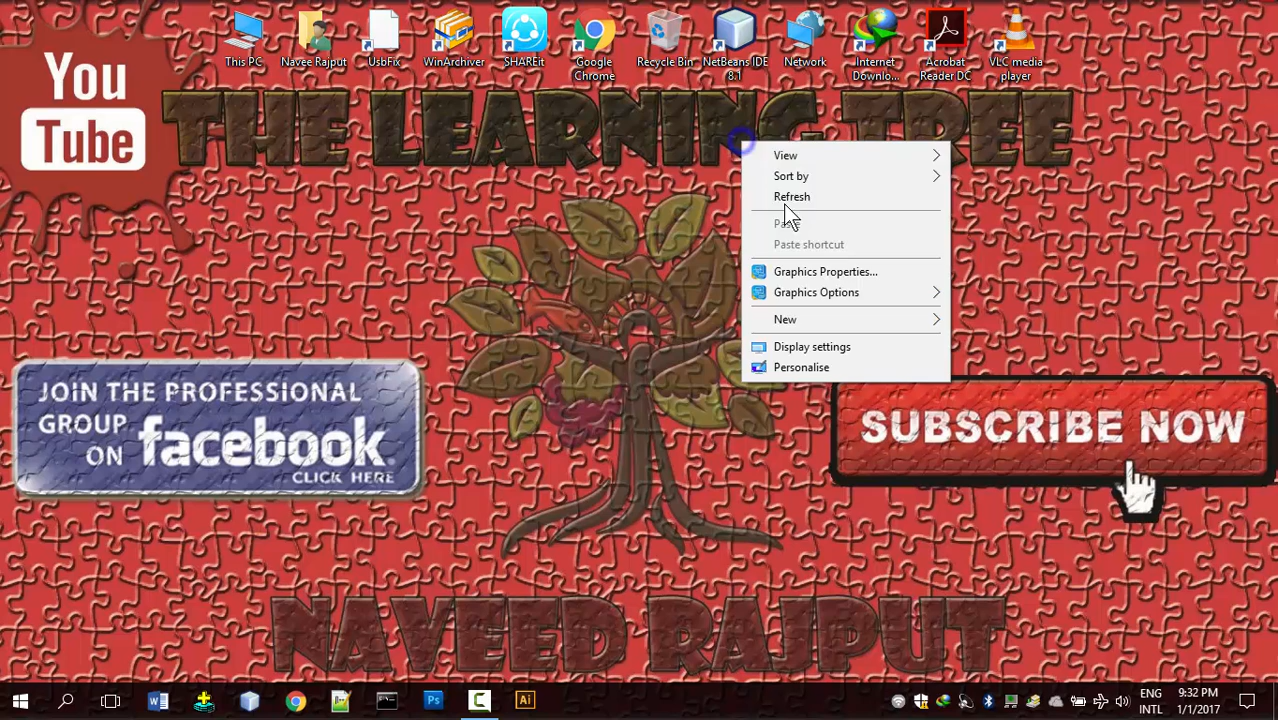 This PC
Navee Rajput
UsbFix
WinArchiver
SHAREit
Google
Chrome
Recycle Bin
NetBeans IDE
8.1
Network
Internet
Downlo...
Acrobat
Reader DC
VLC media
player
You
Tube
THE LEARNING TREE
View
Sort by
Refresh
Paste shortcut
Graphics Properties...
Graphics Options
New
Display settings
Personalise
JOIN THE PROFESSIONAL
GROUP
ON facebook
CLICK HERE
SUBSCRIBE NOW
NAVEED RAJPUT
W
Ps
C
Ai
ENG
INTL
9:32 PM
1/1/2017